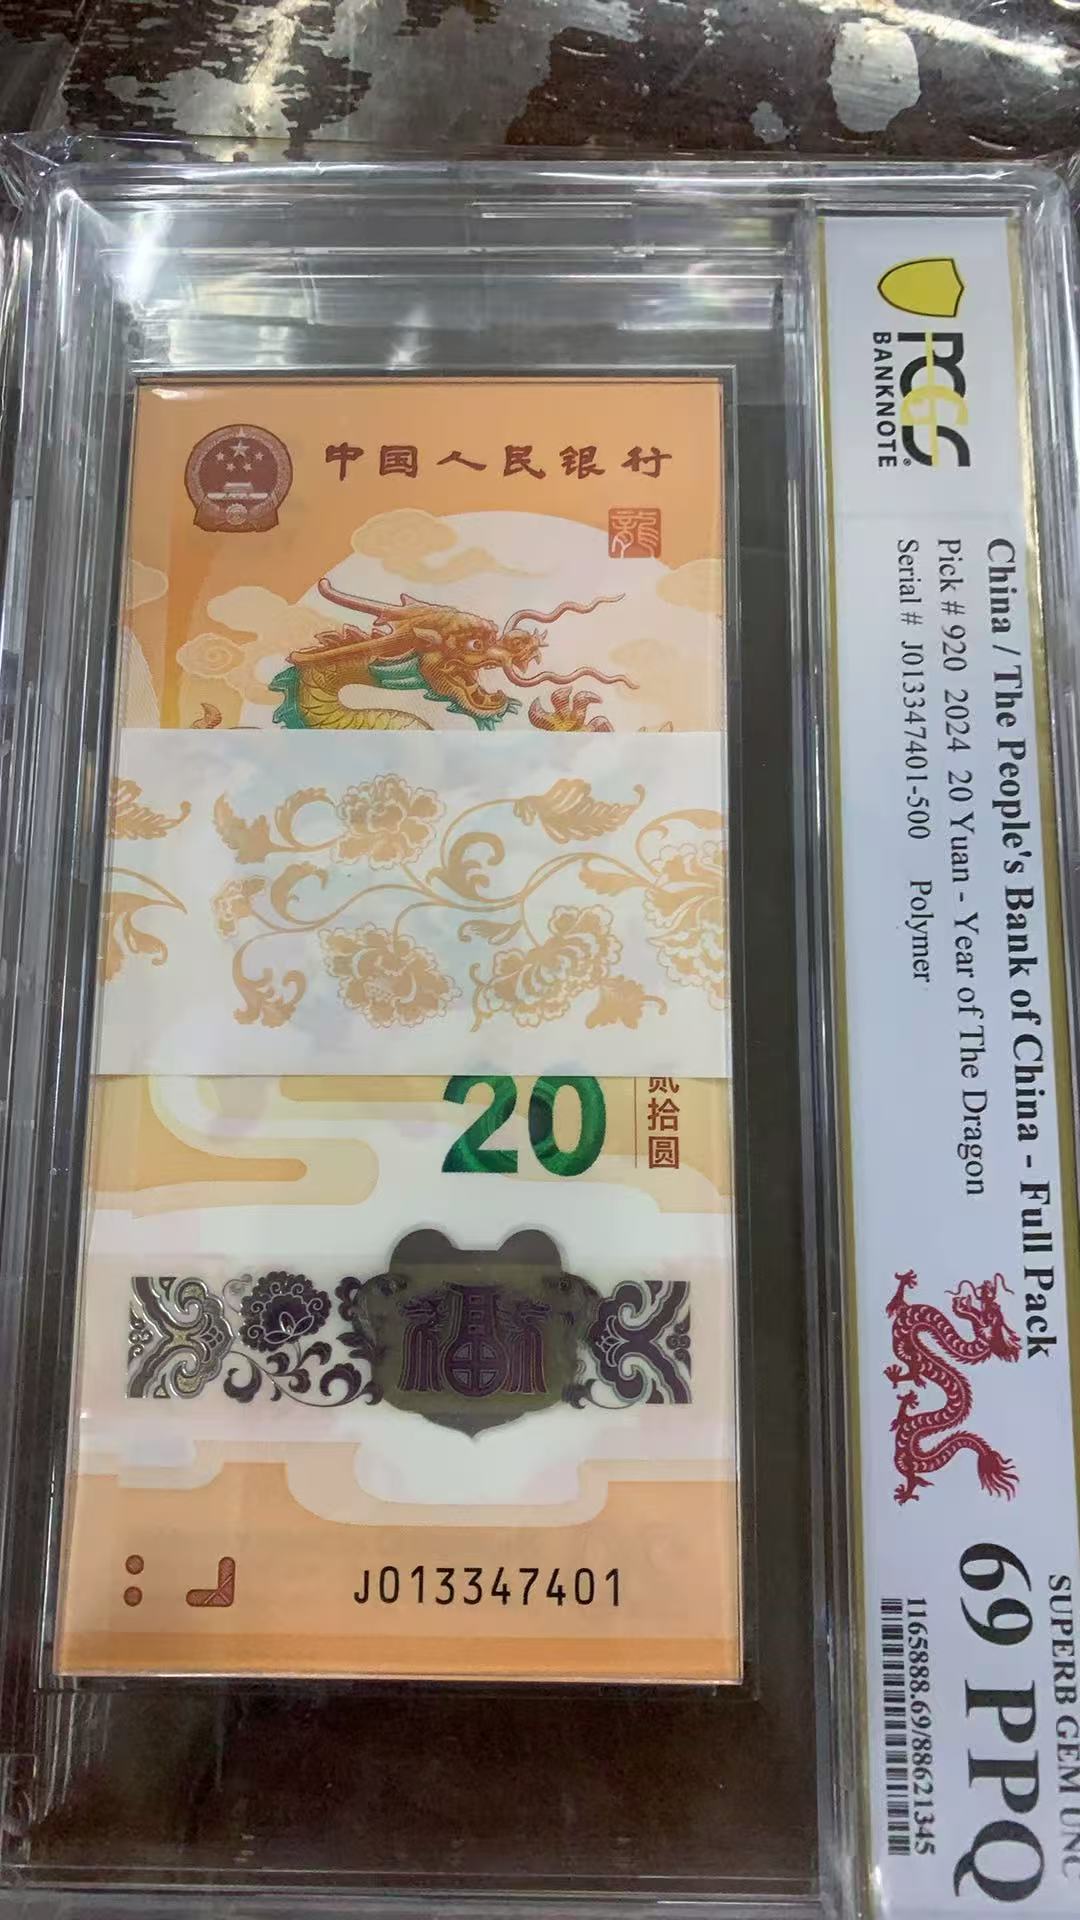 中国人民银行
龍
20
贰拾圆
福
J013347401
PCGS
BANKNOTE
China / The People's Bank of China - Full Pack
Pick # 920 2024 20 Yuan - Year of The Dragon
Serial # J013347401-500 Polymer
SUPERB GEM UNC
69 PPQ
1165888.69/88621345